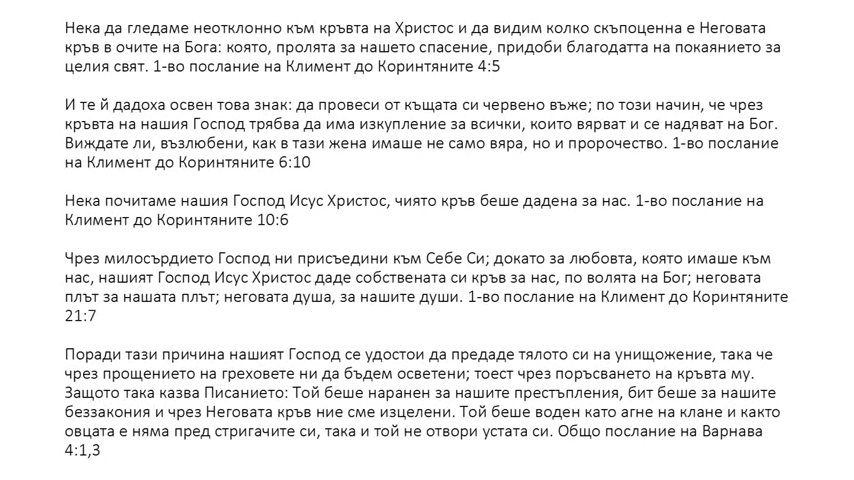 Нека да гледаме неотклонно към кръвта на Христос и да видим колко скъпоценна е Неговата
кръв в очите на Бога: която, пролята за нашето спасение, придоби благодатта на покаянието за
целия свят. 1-во послание на Климент до Коринтяните 4:5
И те й дадоха освен това знак: да провеси от къщата си червено въже; по този начин, че чрез
кръвта на нашия Господ трябва да има изкупление за всички, които вярват и се надяват на Бог.
Виждате ли, възлюбени, как в тази жена имаше не само вяра, но и пророчество. 1-во послание
на Климент до Коринтяните 6:10
Нека почитаме нашия Господ Исус Христос, чиято кръв беше дадена за нас. 1-во послание на
Климент до Коринтяните 10:6
Чрез милосърдието Господ ни присъедини към Себе Си; докато за любовта, която имаше към
нас, нашият Господ Исус Христос даде собствената си кръв за нас, по волята на Бог; неговата
плът за нашата плът; неговата душа, за нашите души. 1-во послание на Климент до Коринтяните
21:7
Поради тази причина нашият Господ се удостои да предаде тялото си на унищожение, така че
чрез прощението на греховете ни да бъдем осветени; тоест чрез поръсването на кръвта му.
Защото така казва Писанието: Той беше наранен за нашите престъпления, бит беше за нашите
беззакония и чрез Неговата кръв ние сме изцелени. Той беше воден като агне на клане и както
овцата е няма пред стригачите си, така и той не отвори устата си. Общо послание на Варнава
4:1,3